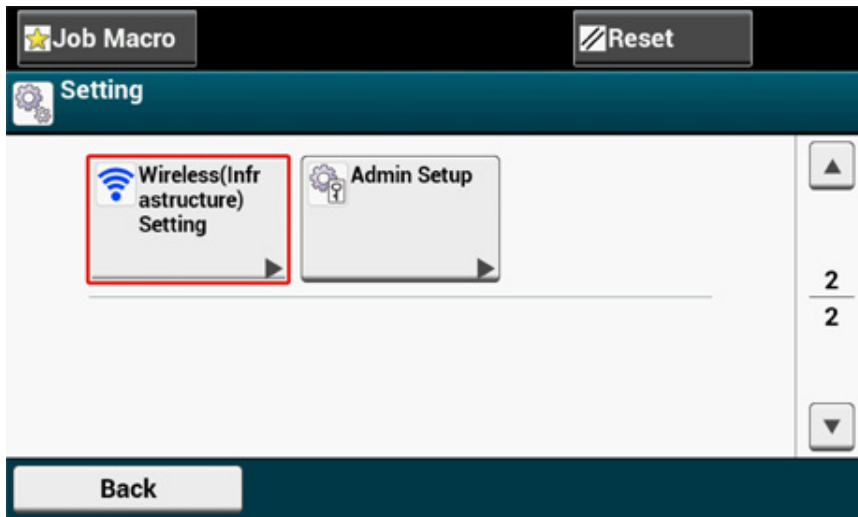 Job Macro
Reset
Setting
Wireless(Infr
astructure)
Setting
Admin Setup
2
2
Back